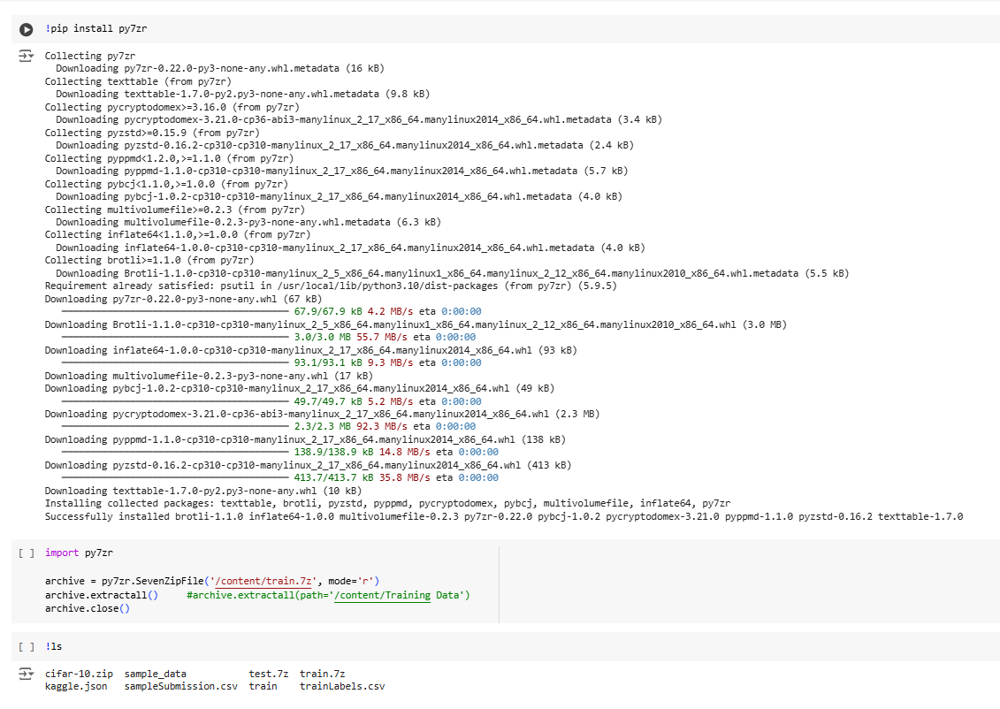 !pip install py7zr
Collecting py7zr
  Downloading py7zr-0.22.0-py3-none-any.whl.metadata (16 kB)
Collecting texttable (from py7zr)
  Downloading texttable-1.7.0-py2.py3-none-any.whl.metadata (9.8 kB)
Collecting pycryptodomex>=3.16.0 (from py7zr)
  Downloading pycryptodomex-3.21.0-cp36-abi3-manylinux_2_17_x86_64.manylinux2014_x86_64.whl.metadata (3.4 kB)
Collecting pyzstd>=0.15.9 (from py7zr)
  Downloading pyzstd-0.16.2-cp310-cp310-manylinux_2_17_x86_64.manylinux2014_x86_64.whl.metadata (2.4 kB)
Collecting pyppmd<1.2.0,>=1.1.0 (from py7zr)
  Downloading pyppmd-1.1.0-cp310-cp310-manylinux_2_17_x86_64.manylinux2014_x86_64.whl.metadata (5.7 kB)
Collecting pybcj<1.1.0,>=1.0.0 (from py7zr)
  Downloading pybcj-1.0.2-cp310-cp310-manylinux_2_17_x86_64.manylinux2014_x86_64.whl.metadata (4.0 kB)
Collecting multivolumefile>=0.2.3 (from py7zr)
  Downloading multivolumefile-0.2.3-py3-none-any.whl.metadata (6.3 kB)
Collecting inflate64<1.1.0,>=1.0.0 (from py7zr)
  Downloading inflate64-1.0.0-cp310-cp310-manylinux_2_17_x86_64.manylinux2014_x86_64.whl.metadata (4.0 kB)
Collecting brotli>=1.1.0 (from py7zr)
  Downloading Brotli-1.1.0-cp310-cp310-manylinux_2_5_x86_64.manylinux1_x86_64.manylinux_2_12_x86_64.manylinux2010_x86_64.whl.metadata (5.5 kB)
Requirement already satisfied: psutil in /usr/local/lib/python3.10/dist-packages (from py7zr) (5.9.5)
Downloading py7zr-0.22.0-py3-none-any.whl (67 kB)
67.9/67.9 kB 4.2 MB/s eta 0:00:00
Downloading Brotli-1.1.0-cp310-cp310-manylinux_2_5_x86_64.manylinux1_x86_64.manylinux_2_12_x86_64.manylinux2010_x86_64.whl (3.0 MB)
3.0/3.0 MB 55.7 MB/s eta 0:00:00
Downloading inflate64-1.0.0-cp310-cp310-manylinux_2_17_x86_64.manylinux2014_x86_64.whl (93 kB)
93.1/93.1 kB 9.3 MB/s eta 0:00:00
Downloading multivolumefile-0.2.3-py3-none-any.whl (17 kB)
Downloading pybcj-1.0.2-cp310-cp310-manylinux_2_17_x86_64.manylinux2014_x86_64.whl (49 kB)
49.7/49.7 kB 5.2 MB/s eta 0:00:00
Downloading pycryptodomex-3.21.0-cp36-abi3-manylinux_2_17_x86_64.manylinux2014_x86_64.whl (2.3 MB)
2.3/2.3 MB 92.3 MB/s eta 0:00:00
Downloading pyppmd-1.1.0-cp310-cp310-manylinux_2_17_x86_64.manylinux2014_x86_64.whl (138 kB)
138.9/138.9 kB 14.8 MB/s eta 0:00:00
Downloading pyzstd-0.16.2-cp310-cp310-manylinux_2_17_x86_64.manylinux2014_x86_64.whl (413 kB)
413.7/413.7 kB 35.8 MB/s eta 0:00:00
Downloading texttable-1.7.0-py2.py3-none-any.whl (10 kB)
Installing collected packages: texttable, brotli, pyzstd, pyppmd, pycryptodomex, pybcj, multivolumefile, inflate64, py7zr
Successfully installed brotli-1.1.0 inflate64-1.0.0 multivolumefile-0.2.3 py7zr-0.22.0 pybcj-1.0.2 pycryptodomex-3.21.0 pyppmd-1.1.0 pyzstd-0.16.2 texttable-1.7.0
[ ] import py7zr
archive = py7zr.SevenZipFile('/content/train.7z', mode='r')
archive.extractall()     #archive.extractall(path='/content/Training Data')
archive.close()
[ ] !ls
cifar-10.zip  sample_data           test.7z  train.7z
kaggle.json   sampleSubmission.csv  train    trainLabels.csv